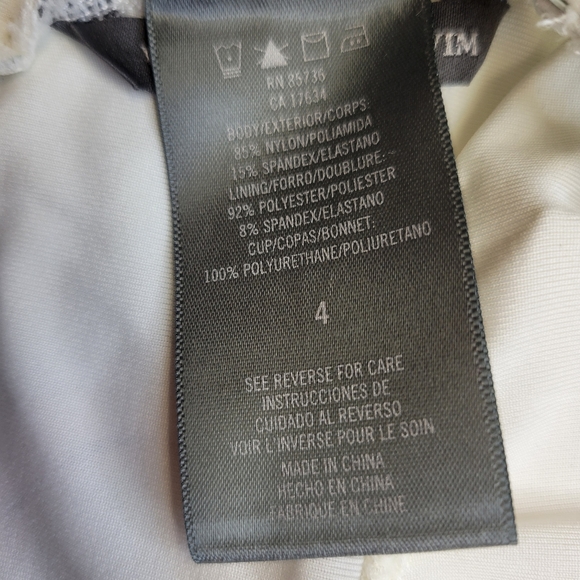 RN 85736
CA 17634
BODY/EXTERIOR/CORPS:
85% NYLON/POLIAMIDA
15% SPANDEX/ELASTANO
LINING/FORRO/DOUBLURE:
92% POLYESTER/POLIESTER
8% SPANDEX/ELASTANO
CUP/COPAS/BONNET:
100% POLYURETHANE/POLIURETANO
4
SEE REVERSE FOR CARE
INSTRUCCIONES DE
CUIDADO AL REVERSO
VOIR L'INVERSE POUR LE SOIN
MADE IN CHINA
HECHO EN CHINA
FABRIQUÉ EN CHINE